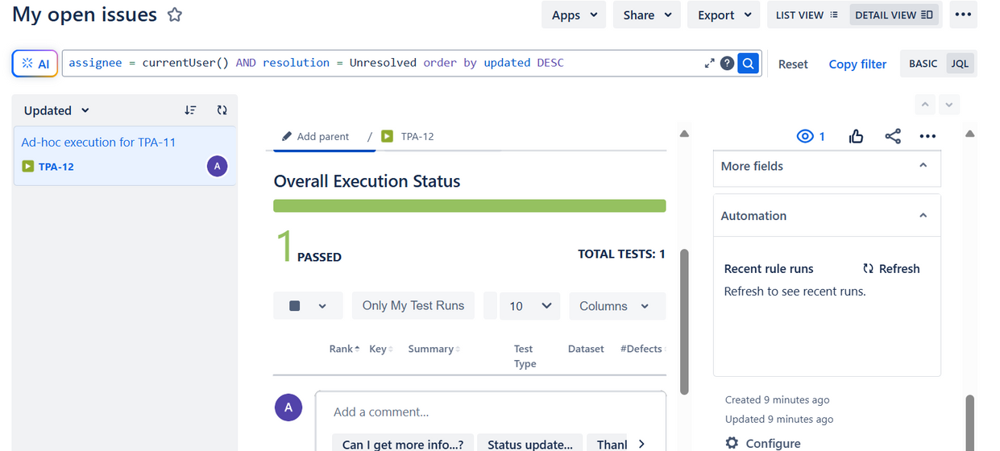 My open issues
Apps Share Export LIST VIEW DETAIL VIEW
AI assignee = currentUser() AND resolution = Unresolved order by updated DESC ? Reset Copy filter BASIC JQL
Updated
Ad-hoc execution for TPA-11
TPA-12 A
Add parent / TPA-12
Overall Execution Status
1 PASSED TOTAL TESTS: 1
Only My Test Runs 10 Columns
Rank Key Summary Test Type Dataset #Defects
A Add a comment...
Can I get more info...? Status update... Thank
1
More fields
Automation
Recent rule runs Refresh
Refresh to see recent runs.
Created 9 minutes ago
Updated 9 minutes ago
Configure